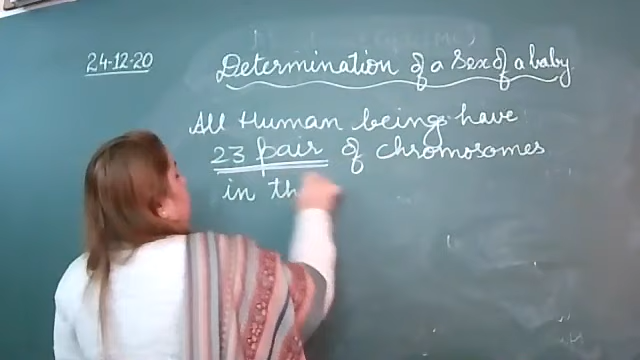 24-12-20
Determination of a Sex of a baby
All Human beings have
23 pair of chromosomes
in th